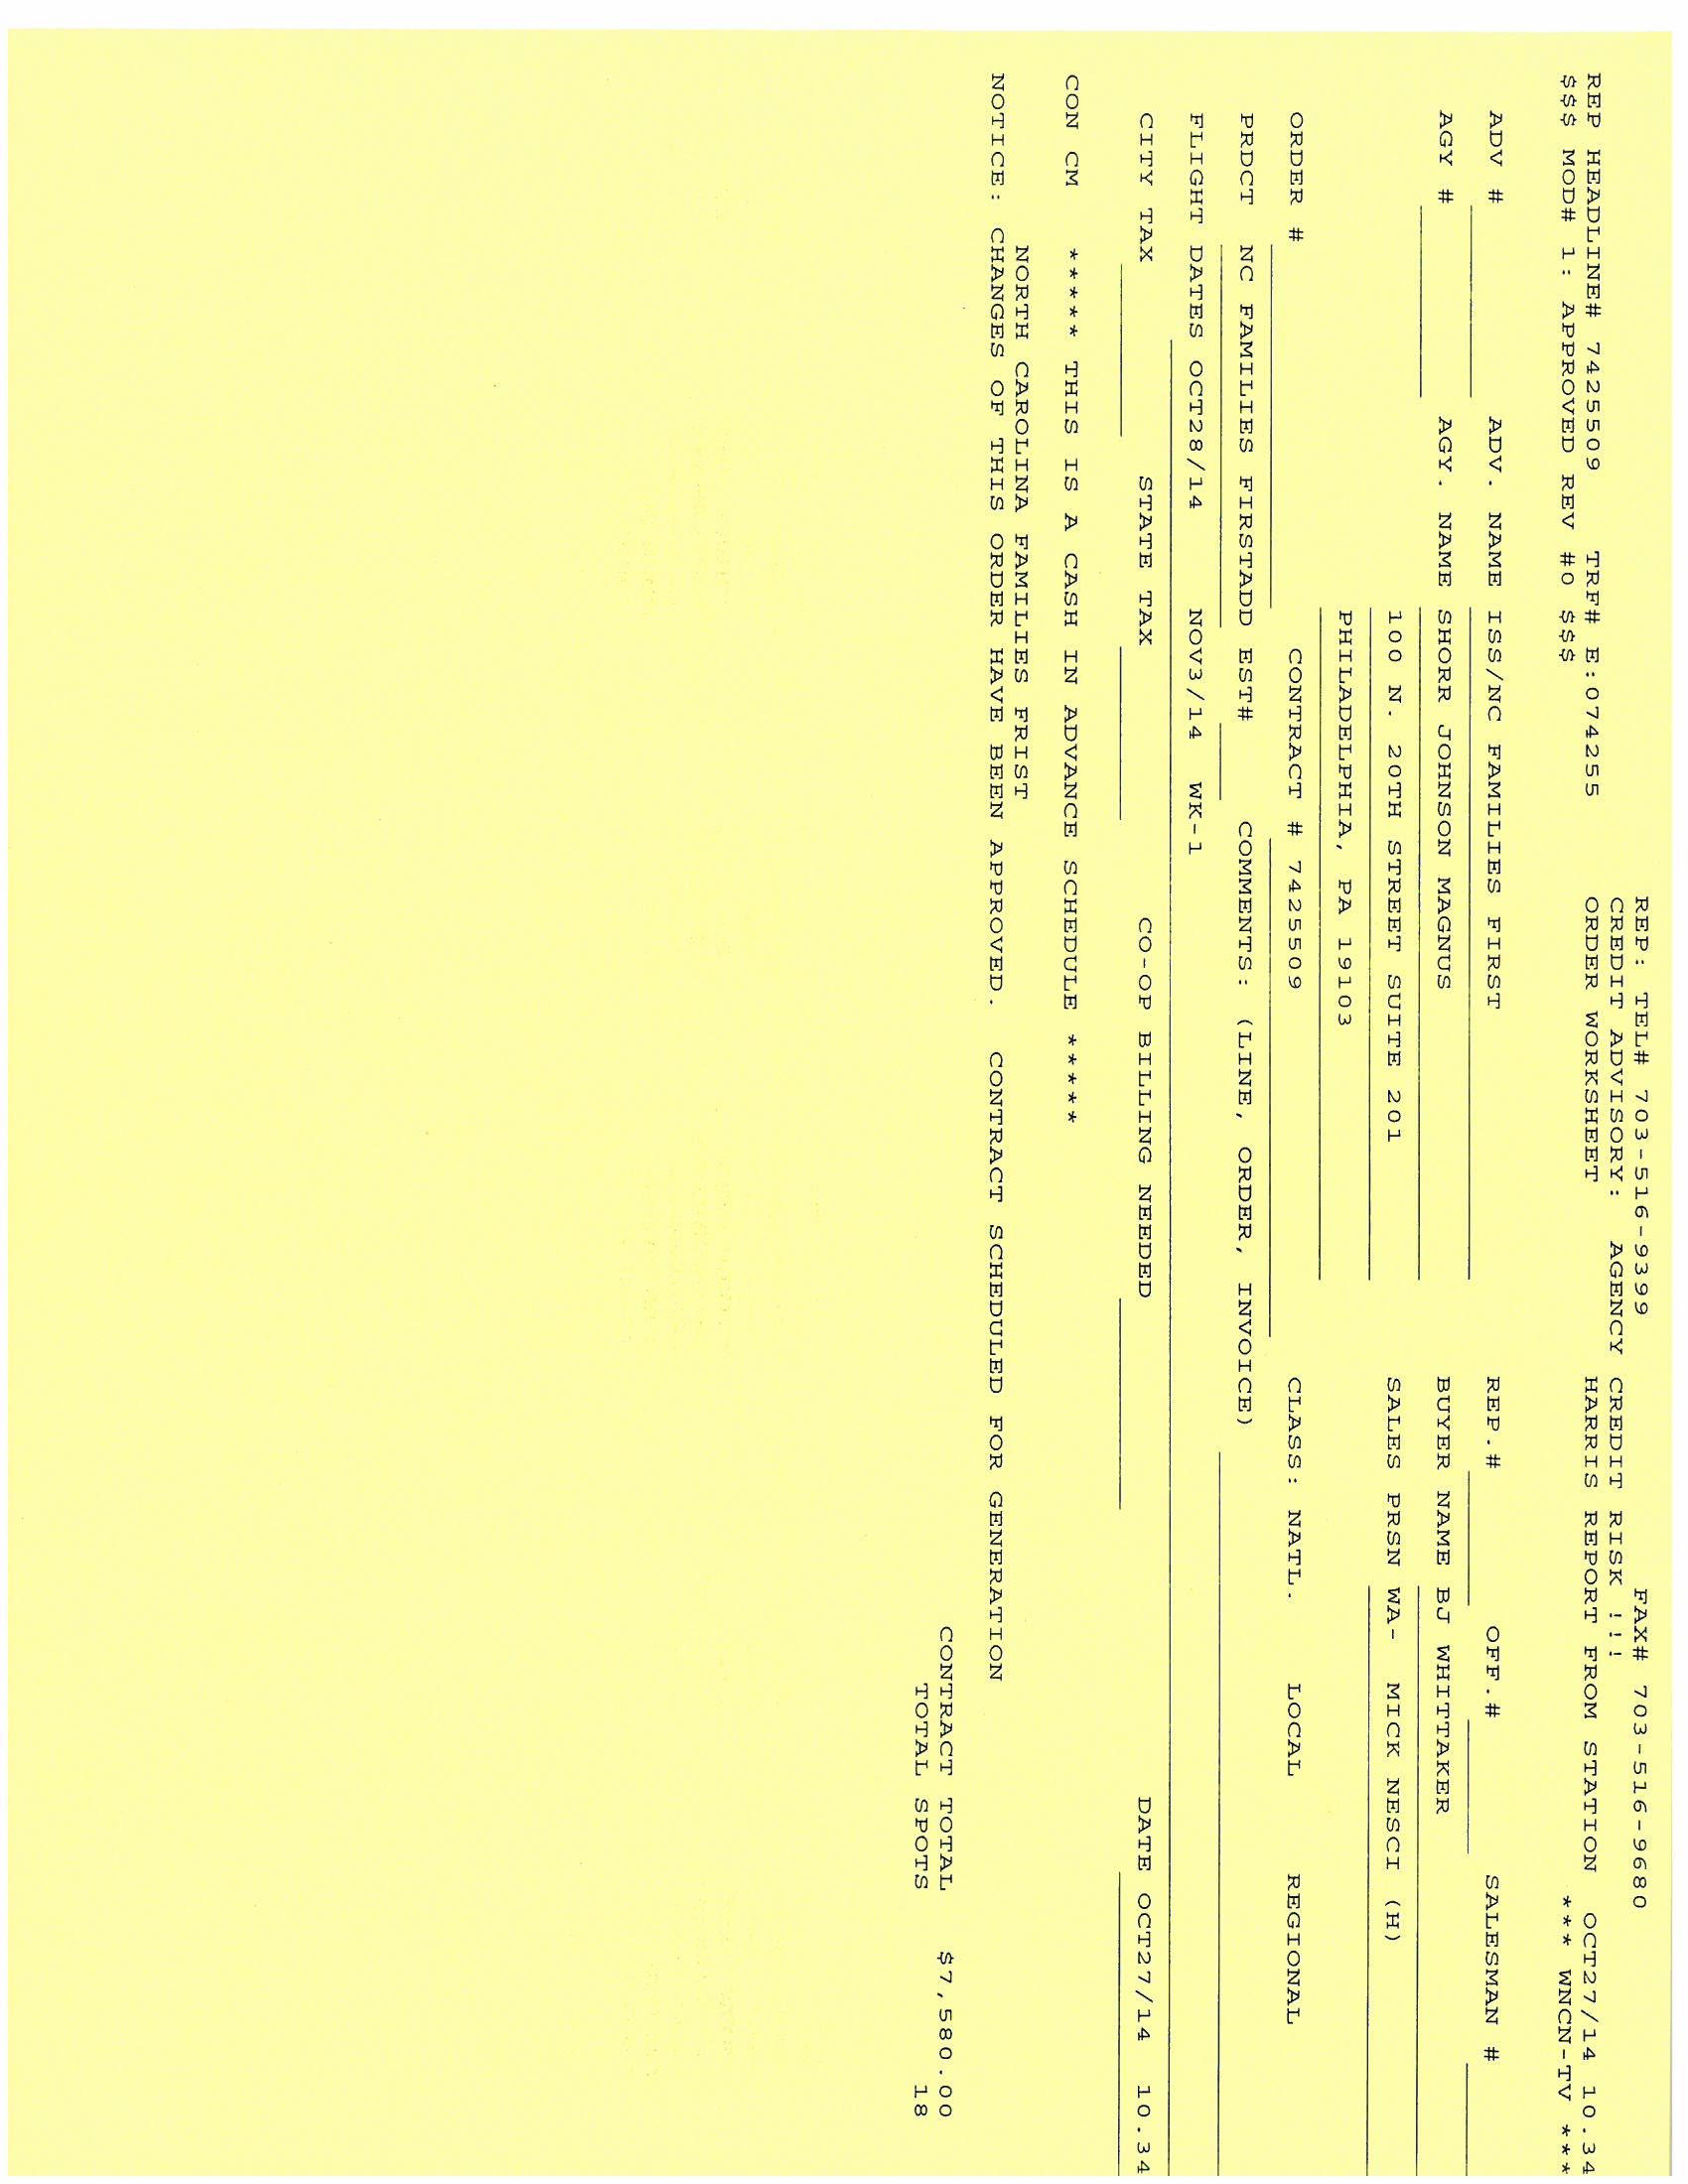 REP: TEL# 703-516-9399 FAX# 703-516-9680
CREDIT ADVISORY: AGENCY CREDIT RISK !!!
REP HEADLINE# 7425509 TRF# E:074255 ORDER WORKSHEET HARRIS REPORT FROM STATION OCT27/14 10.34
$$$ MOD# 1: APPROVED REV #0 $$$ *** WNCN-TV ***
ADV # ADV. NAME ISS/NC FAMILIES FIRST REP.# OFF.# SALESMAN #
AGY # AGY. NAME SHORR JOHNSON MAGNUS BUYER NAME BJ WHITTAKER
100 N. 20TH STREET SUITE 201 SALES PRSN WA- MICK NESCI (H)
PHILADELPHIA, PA 19103
ORDER # CONTRACT # 7425509 CLASS: NATL. LOCAL REGIONAL
PRDCT NC FAMILIES FIRSTADD EST# COMMENTS: (LINE, ORDER, INVOICE)
FLIGHT DATES OCT28/14 NOV3/14 WK-1
CITY TAX STATE TAX CO-OP BILLING NEEDED DATE OCT27/14 10.34
CON CM ***** THIS IS A CASH IN ADVANCE SCHEDULE *****
NORTH CAROLINA FAMILIES FRIST
NOTICE: CHANGES OF THIS ORDER HAVE BEEN APPROVED. CONTRACT SCHEDULED FOR GENERATION
CONTRACT TOTAL $7,580.00
TOTAL SPOTS 18